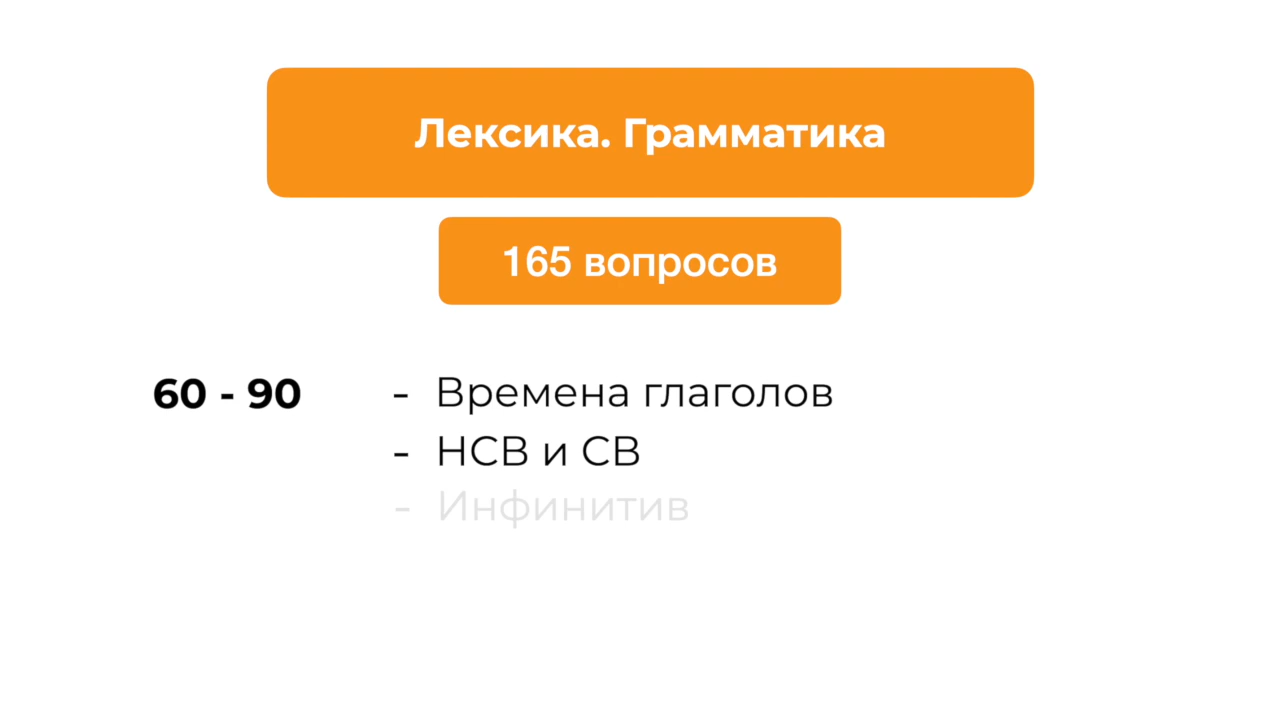 Лексика. Грамматика
165 вопросов
60 - 90 - Времена глаголов
- НСВ и СВ
- Инфинитив